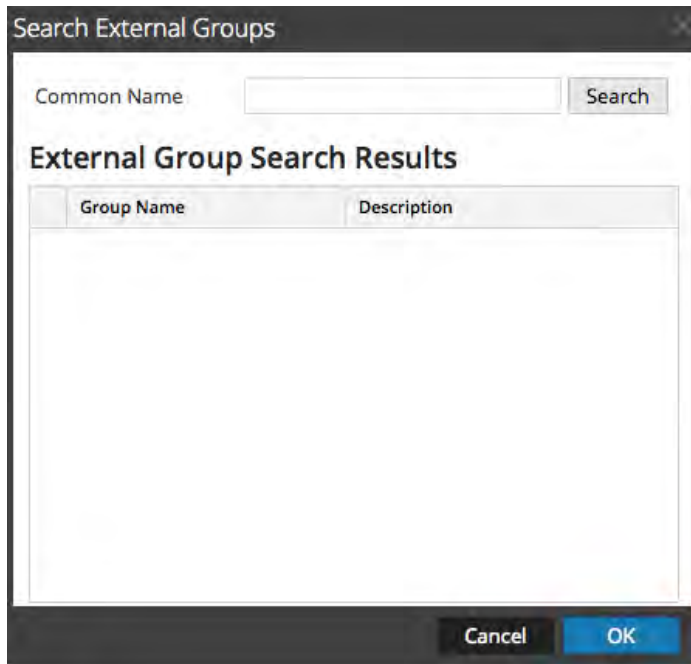 Search External Groups
Common Name Search
External Group Search Results
Group Name Description
Cancel OK